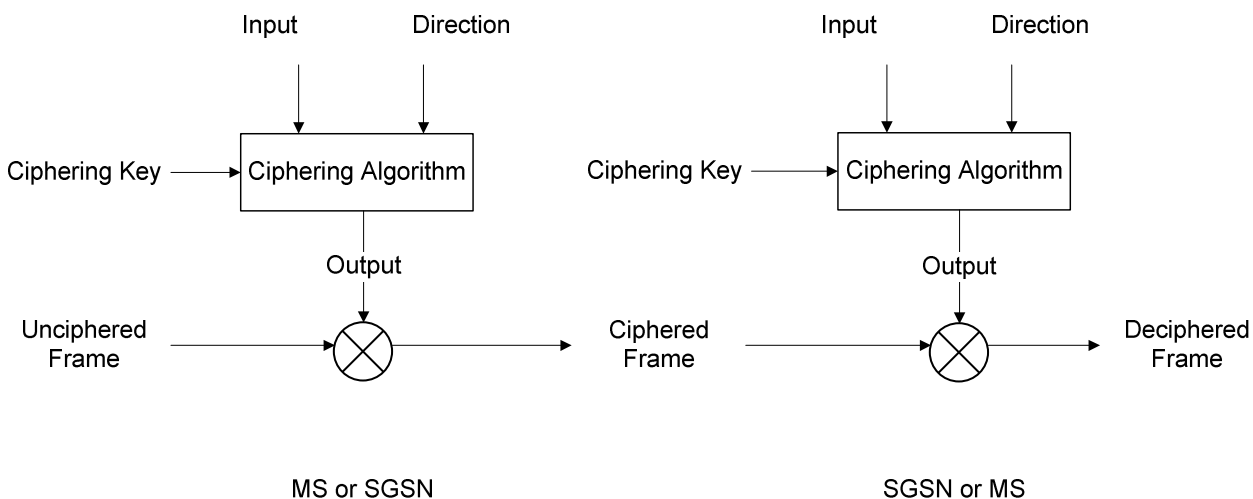 Input Direction Input Direction
Ciphering Key Ciphering Algorithm Ciphering Key Ciphering Algorithm
Output Output
Unciphered Frame Ciphered Frame Deciphered Frame
MS or SGSN SGSN or MS